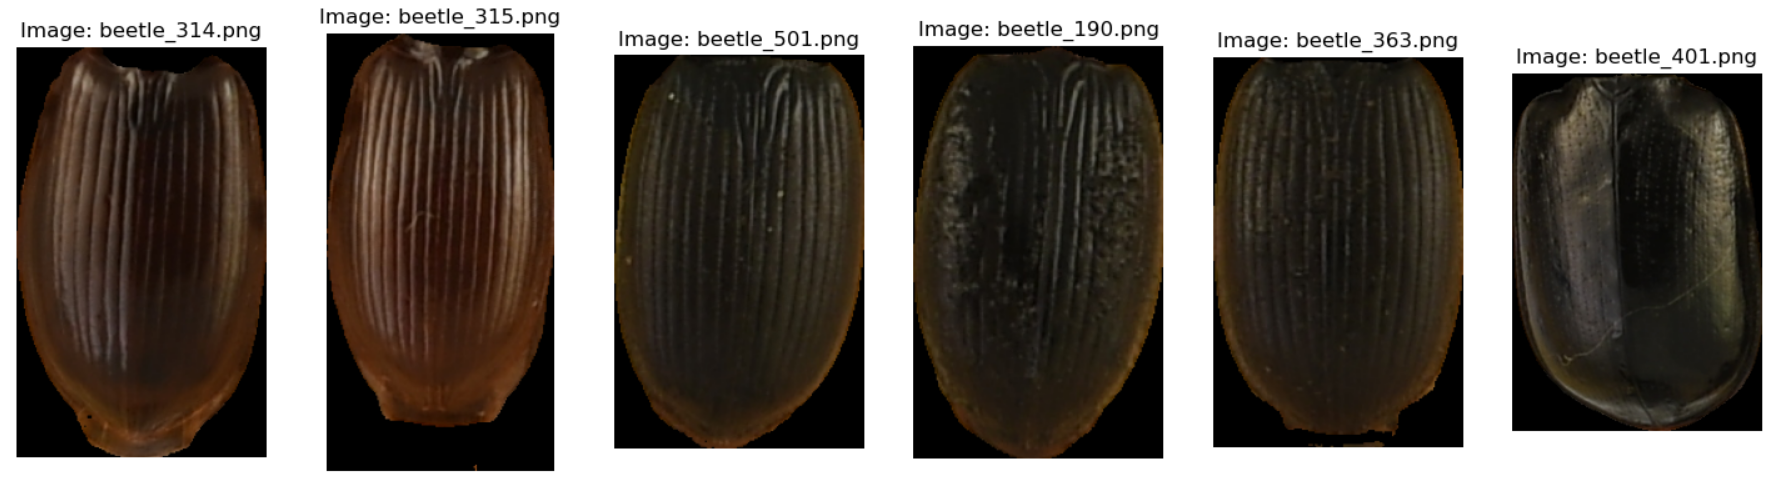 Image: beetle_314.png
Image: beetle_315.png
Image: beetle_501.png
Image: beetle_190.png
Image: beetle_363.png
Image: beetle_401.png